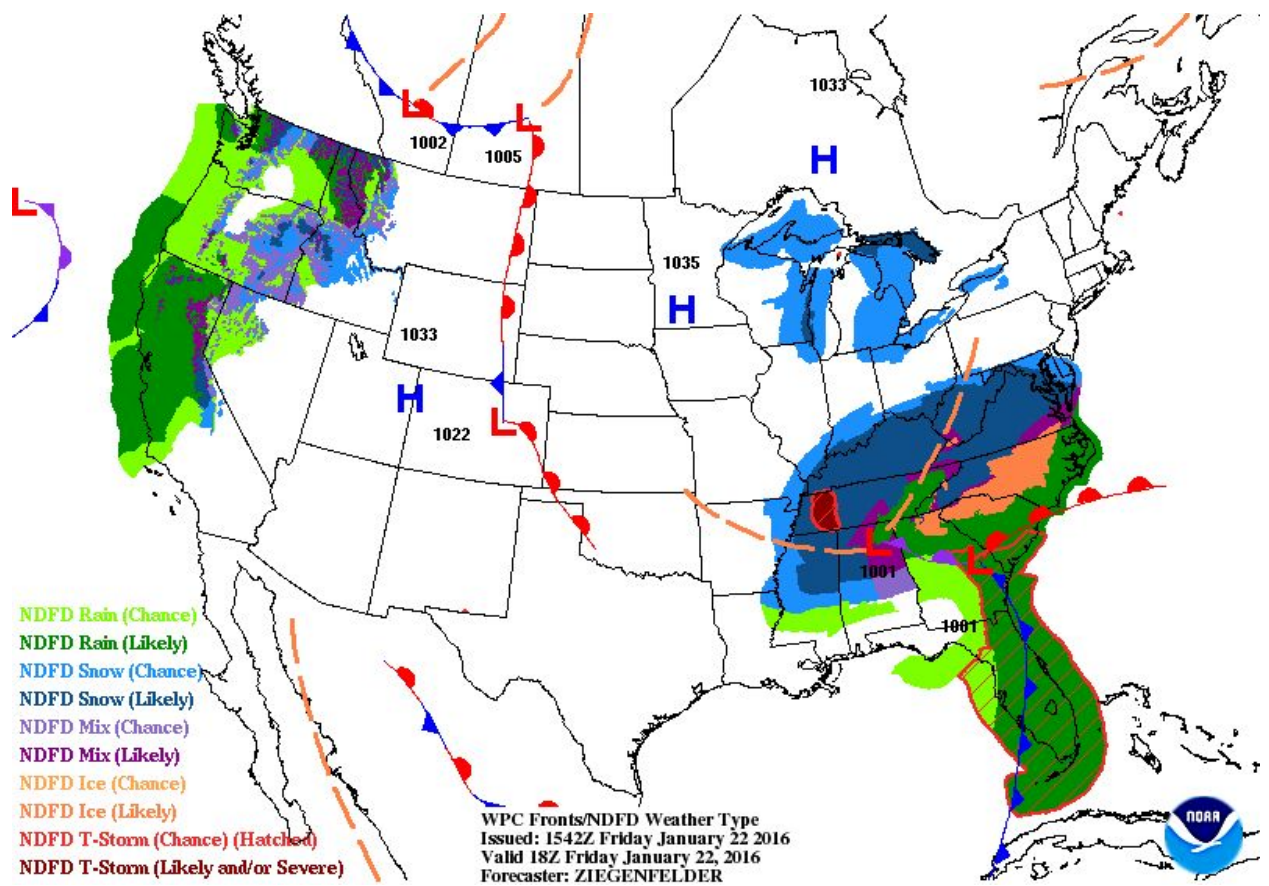 1033
L
1002
L
1005
H
L
1035
H
1033
H
1022
L
L
1001
L
1001
NDFD Rain (Chance)
NDFD Rain (Likely)
NDFD Snow (Chance)
NDFD Snow (Likely)
NDFD Mix (Chance)
NDFD Mix (Likely)
NDFD Ice (Chance)
NDFD Ice (Likely)
NDFD T-Storm (Chance) (Hatched)
NDFD T-Storm (Likely and/or Severe)
WPC Fronts/NDFD Weather Type
Issued: 1542Z Friday January 22 2016
Valid 18Z Friday January 22, 2016
Forecaster: ZIEGENFELDER
NOAA